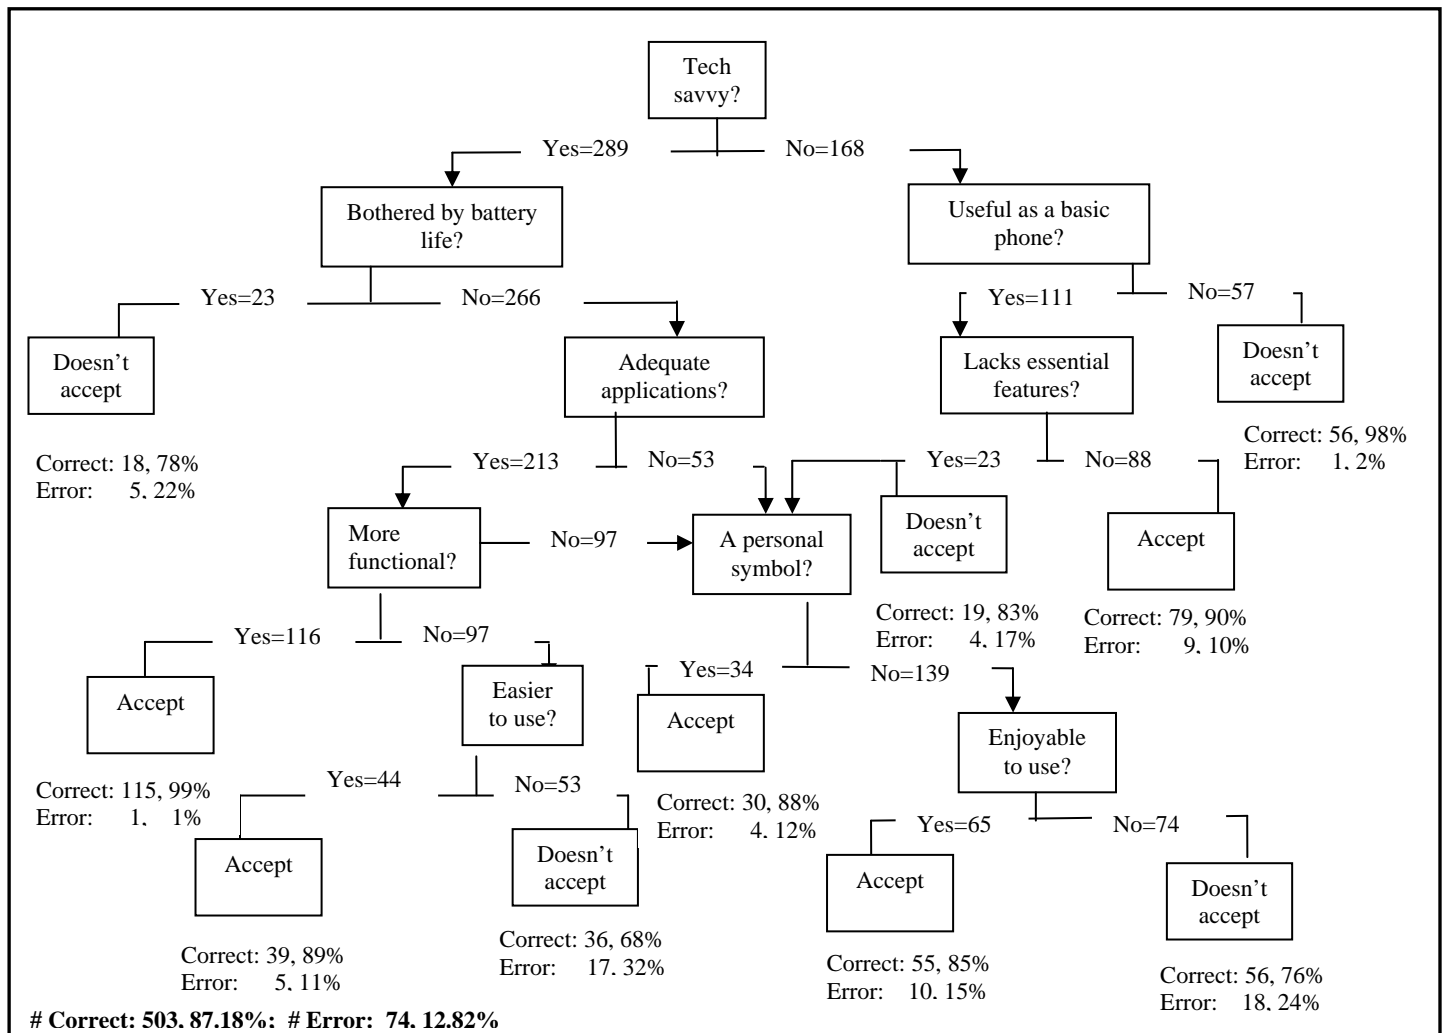 Tech
savvy?
Yes=289
No=168
Bothered by battery
life?
Useful as a basic
phone?
Yes=23
No=266
Yes=111
No=57
Doesn't
accept
Adequate
applications?
Lacks essential
features?
Doesn't
accept
Correct: 18, 78%
Error: 5, 22%
Correct: 56, 98%
Error: 1, 2%
Yes=213
No=53
Yes=23
No=88
More
functional?
No=97
A personal
symbol?
Doesn't
accept
Accept
Correct: 19, 83%
Error: 4, 17%
Correct: 79, 90%
Error: 9, 10%
Yes=116
No=97
Yes=34
No=139
Accept
Easier
to use?
Accept
Enjoyable
to use?
Correct: 115, 99%
Error: 1, 1%
Yes=44
No=53
Correct: 30, 88%
Error: 4, 12%
Yes=65
No=74
Accept
Doesn't
accept
Accept
Doesn't
accept
Correct: 39, 89%
Error: 5, 11%
Correct: 36, 68%
Error: 17, 32%
Correct: 55, 85%
Error: 10, 15%
Correct: 56, 76%
Error: 18, 24%
# Correct: 503, 87.18%; # Error: 74, 12.82%